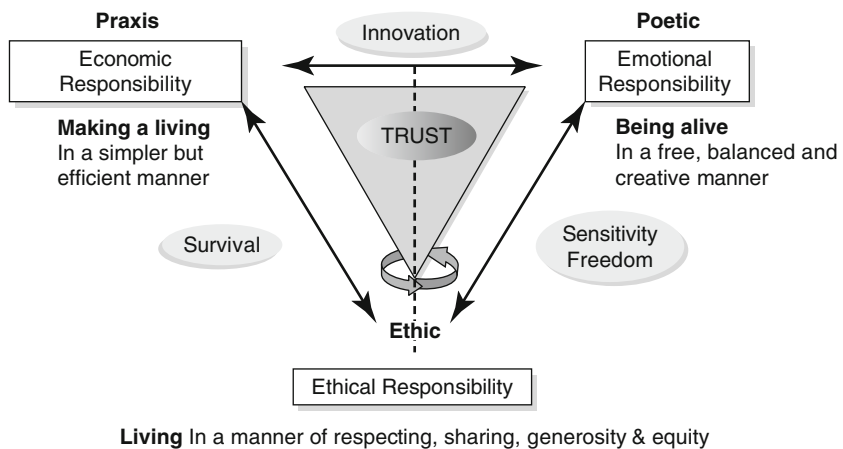 Praxis
Innovation
Poetic
Economic
Responsibility
Emotional
Responsibility
Making a living
In a simpler but
efficient manner
TRUST
Being alive
In a free, balanced and
creative manner
Survival
Sensitivity
Freedom
Ethic
Ethical Responsibility
Living In a manner of respecting, sharing, generosity & equity